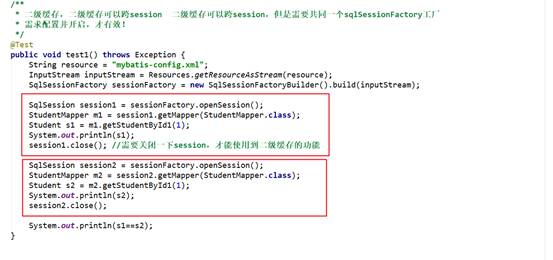 /**
* 二级缓存，二级缓存可以跨session  二级缓存可以跨session，但是需要共同一个sqlSessionFactory工厂
* 需求配置并开启，才有效！
*/
@Test
public void test1() throws Exception {
String resource = "mybatis-config.xml";
InputStream inputStream = Resources.getResourceAsStream(resource);
SqlSessionFactory sessionFactory = new SqlSessionFactoryBuilder().build(inputStream);
SqlSession session1 = sessionFactory.openSession();
StudentMapper m1 = session1.getMapper(StudentMapper.class);
Student s1 = m1.getStudentById1(1);
System.out.println(s1);
session1.close(); //需要关闭一下session，才能使用到二级缓存的功能
SqlSession session2 = sessionFactory.openSession();
StudentMapper m2 = session2.getMapper(StudentMapper.class);
Student s2 = m2.getStudentById1(1);
System.out.println(s2);
session2.close();
System.out.println(s1==s2);
}